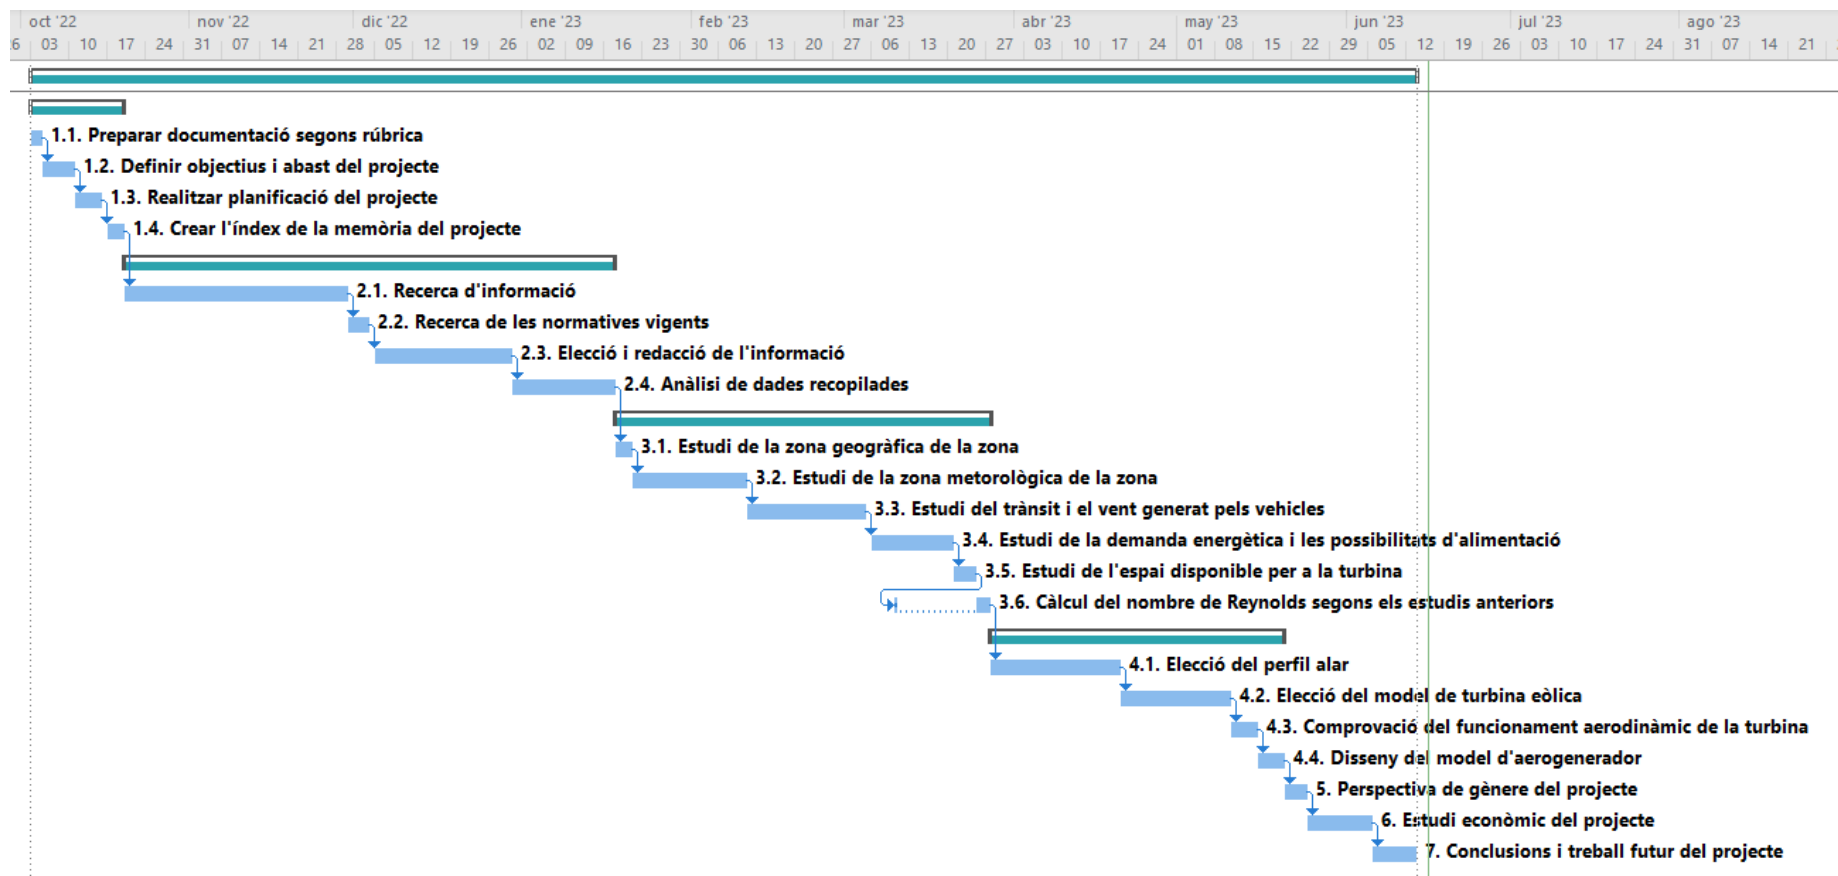 oct '22 nov '22 dic '22 ene '23 feb '23 mar '23 abr '23 may '23 jun '23 jul '23 ago '23
26 03 10 17 24 31 07 14 21 28 05 12 19 26 02 09 16 23 30 06 13 20 27 06 13 20 27 03 10 17 24 01 08 15 22 29 05 12 19 26 03 10 17 24 31 07 14 21
1.1. Preparar documentació segons rúbrica
1.2. Definir objectius i abast del projecte
1.3. Realitzar planificació del projecte
1.4. Crear l'índex de la memòria del projecte
2.1. Recerca d'informació
2.2. Recerca de les normatives vigents
2.3. Elecció i redacció de l'informació
2.4. Anàlisi de dades recopilades
3.1. Estudi de la zona geogràfica de la zona
3.2. Estudi de la zona metorològica de la zona
3.3. Estudi del trànsit i el vent generat pels vehicles
3.4. Estudi de la demanda energètica i les possibilitats d'alimentació
3.5. Estudi de l'espai disponible per a la turbina
3.6. Càlcul del nombre de Reynolds segons els estudis anteriors
4.1. Elecció del perfil alar
4.2. Elecció del model de turbina eòlica
4.3. Comprovació del funcionament aerodinàmic de la turbina
4.4. Disseny del model d'aerogenerador
5. Perspectiva de gènere del projecte
6. Estudi econòmic del projecte
7. Conclusions i treball futur del projecte